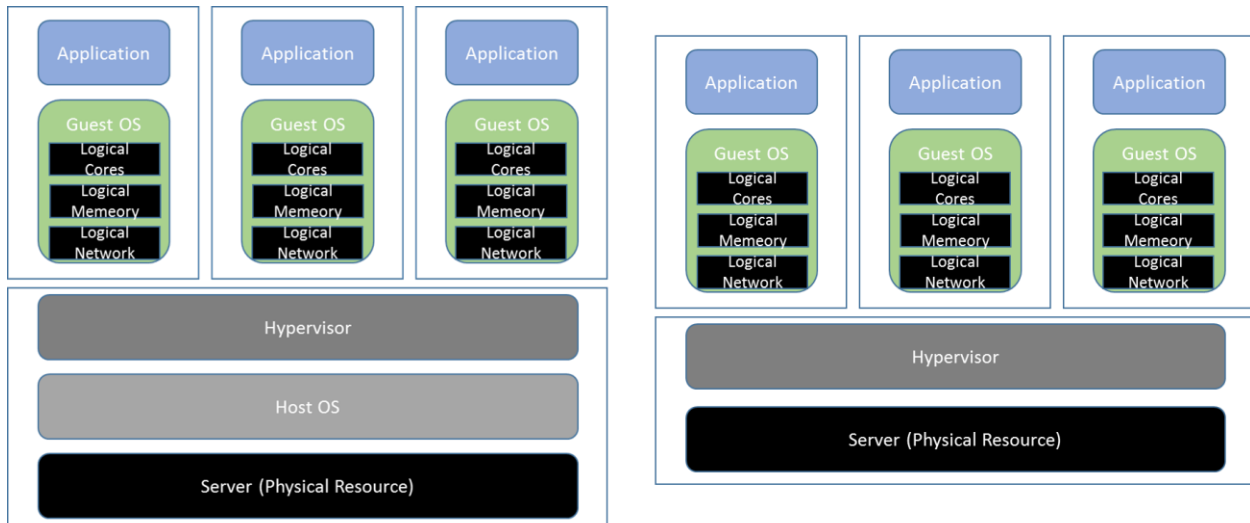 Application
Application
Application
Guest OS
Guest OS
Guest OS
Logical
Cores
Logical
Cores
Logical
Cores
Logical
Memeory
Logical
Memeory
Logical
Memeory
Logical
Network
Logical
Network
Logical
Network
Hypervisor
Host OS
Server (Physical Resource)
Application
Application
Application
Guest OS
Guest OS
Guest OS
Logical
Cores
Logical
Cores
Logical
Cores
Logical
Memeory
Logical
Memeory
Logical
Memeory
Logical
Network
Logical
Network
Logical
Network
Hypervisor
Server (Physical Resource)